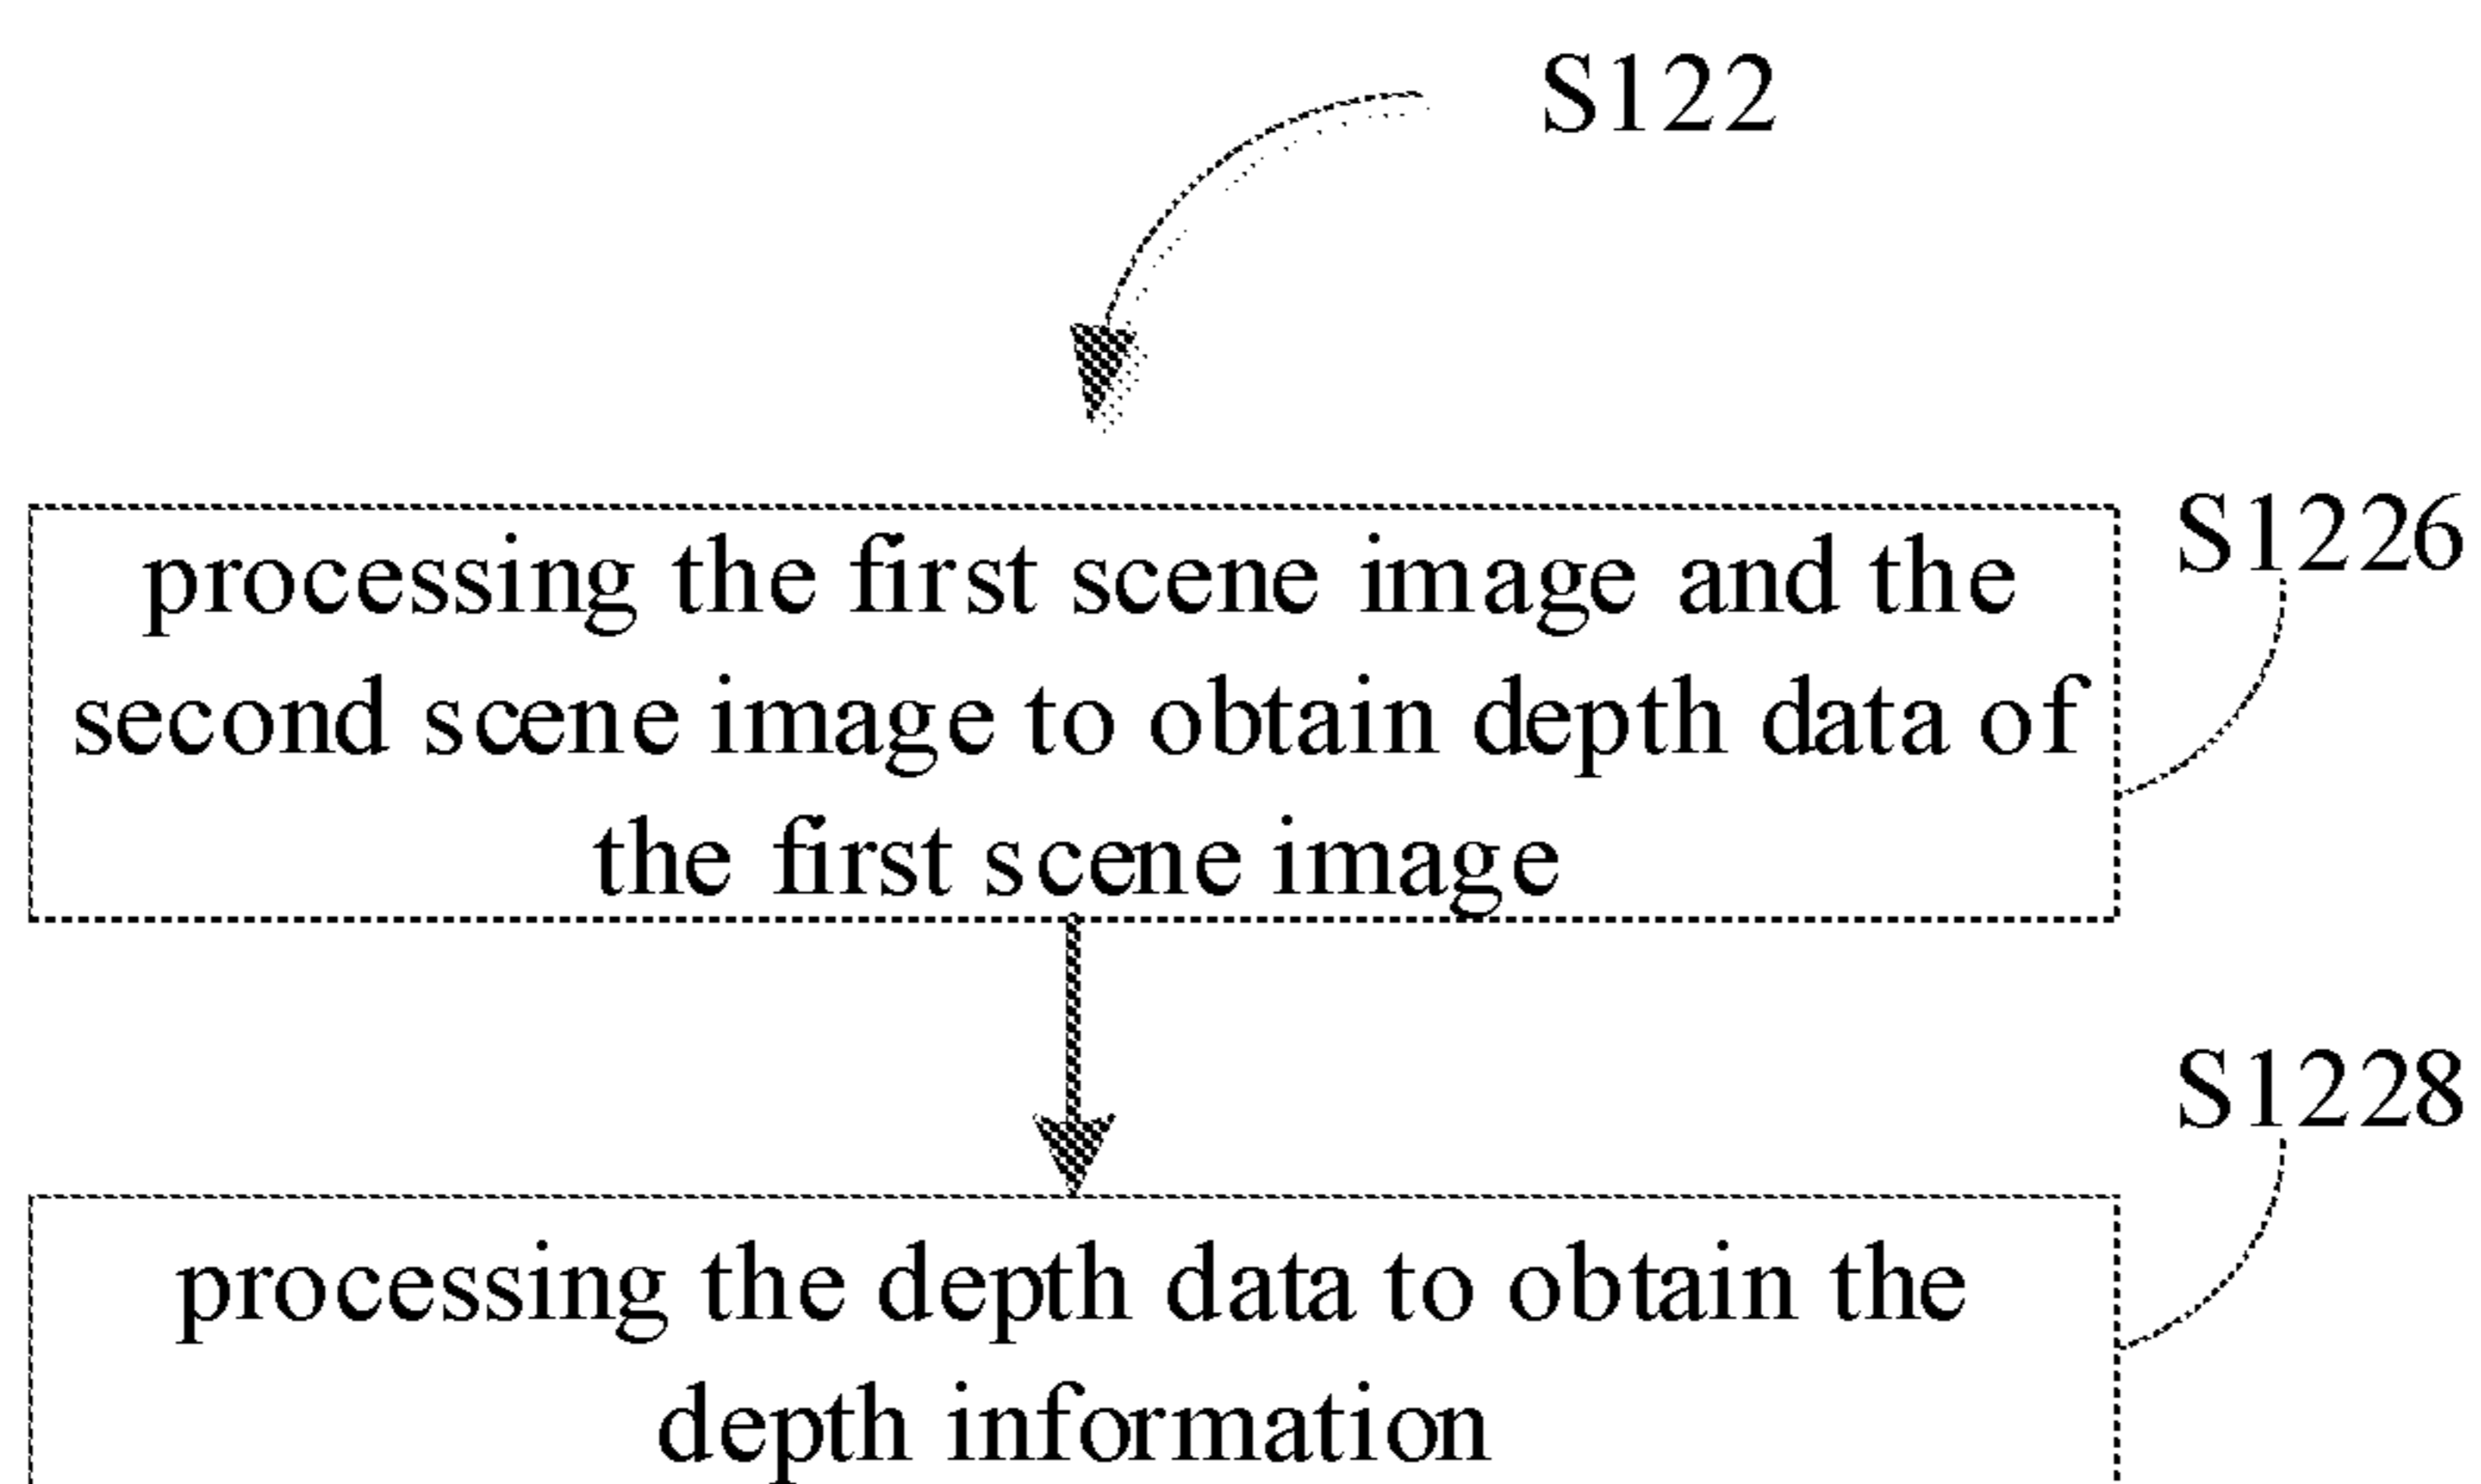 S122
S1226
processing the first scene image and the
second scene image to obtain depth data of
the first scene image
S1228
processing the depth data to obtain the
depth information